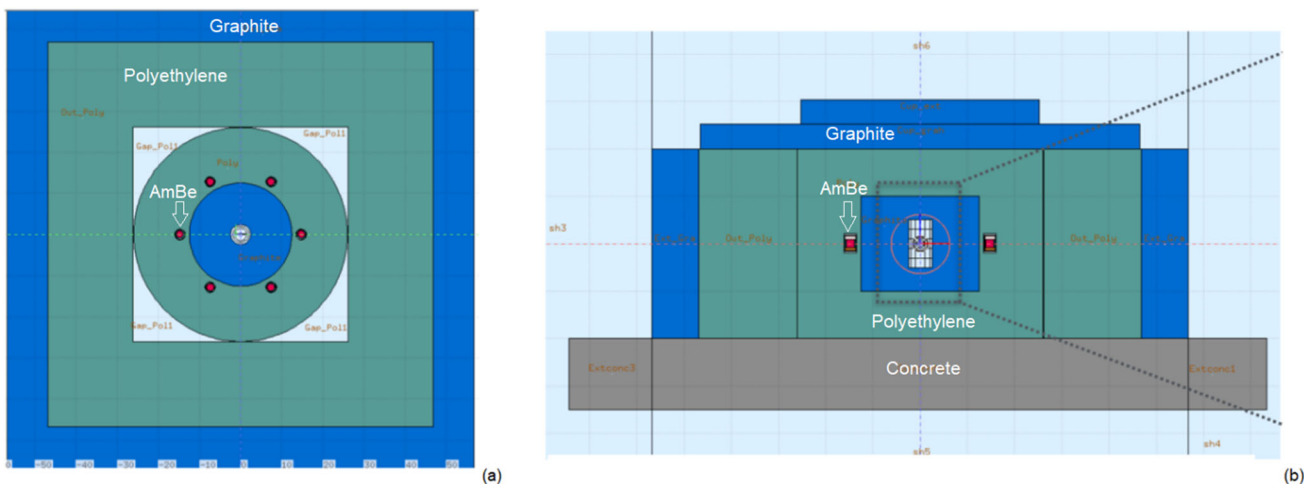 Graphite
Polyethylene
Out_Poly
Gap_Pol1
Gap_Pol1
Poly
AmBe
Gap_Pol1
Gap_Pol1
0 -50 -40 -30 -20 -10 0 10 20 30 40 50
(a)
sh6
Graphite
AmBe
sh3
Out_Poly
Out_Poly
Polyethylene
Extconc3
Concrete
Extconc1
sh5
sh4
(b)